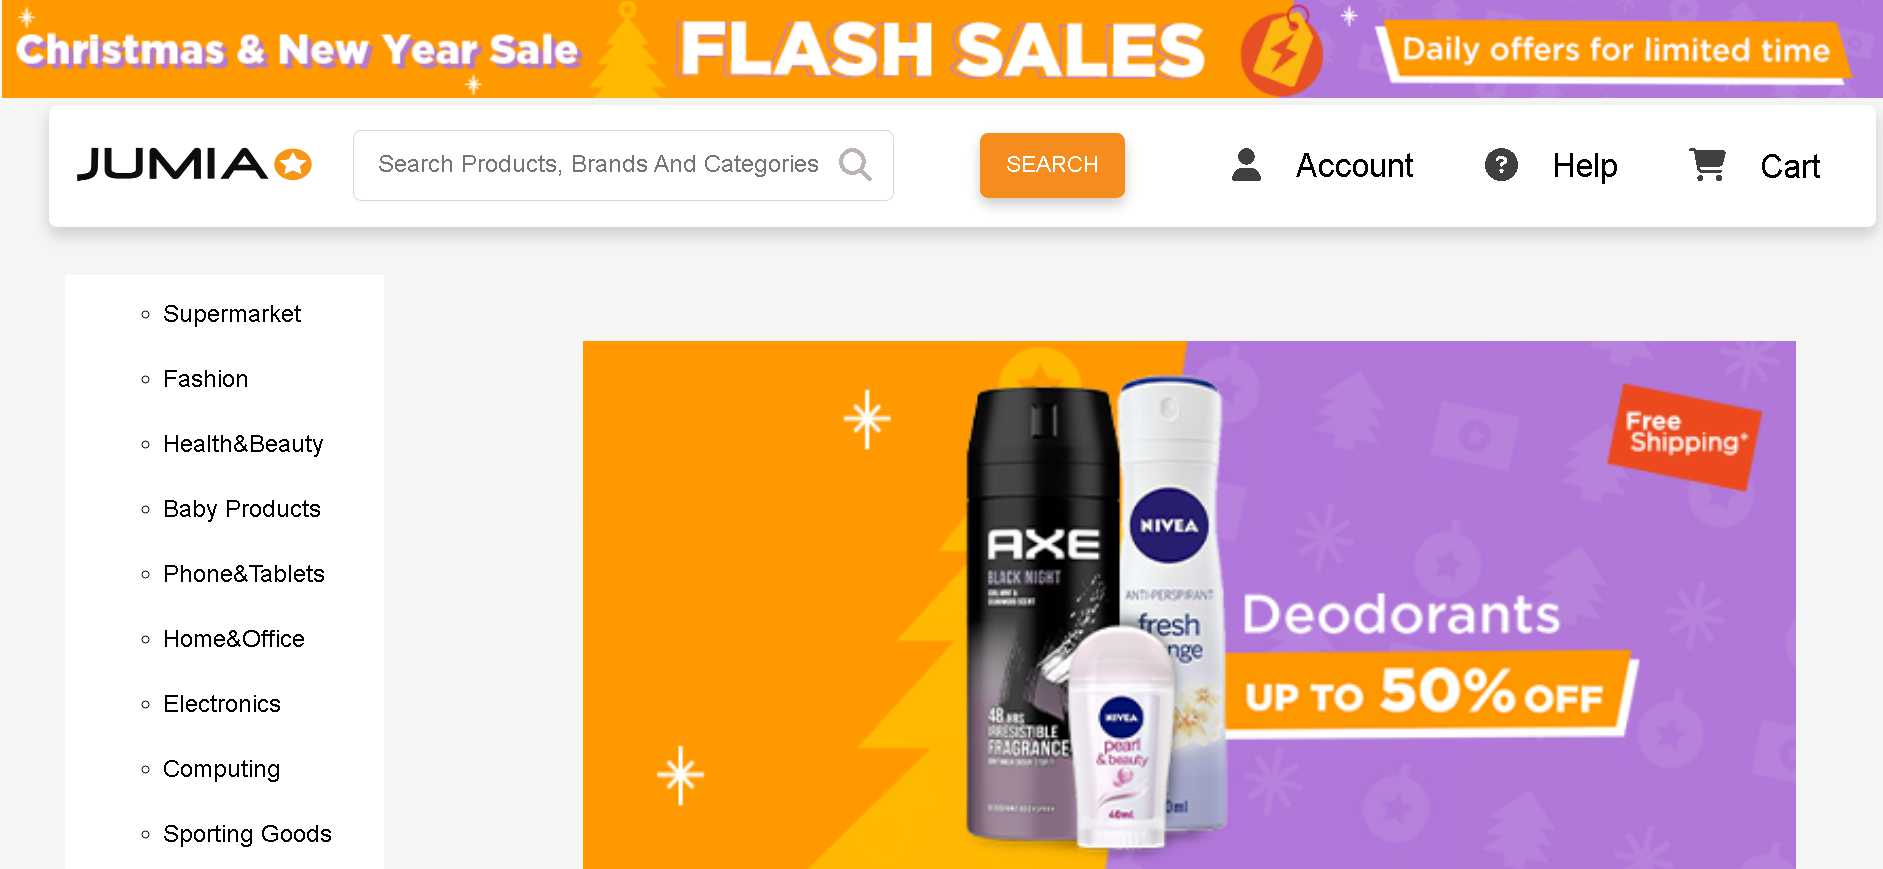 Christmas & New Year Sale
FLASH SALES
Daily offers for limited time
JUMIA
Search Products, Brands And Categories
SEARCH
Account
Help
Cart
Supermarket
Fashion
Health&Beauty
Baby Products
Phone&Tablets
Home&Office
Electronics
Computing
Sporting Goods
Free
Shipping*
AXE
BLACK NIGHT
48 HRS
IRRESISTIBLE
FRAGRANCE
NIVEA
ANTI-PERSPIRANT
fresh
NIVEA
pearl
& beauty
40ml
Deodorants
UP TO 50% OFF